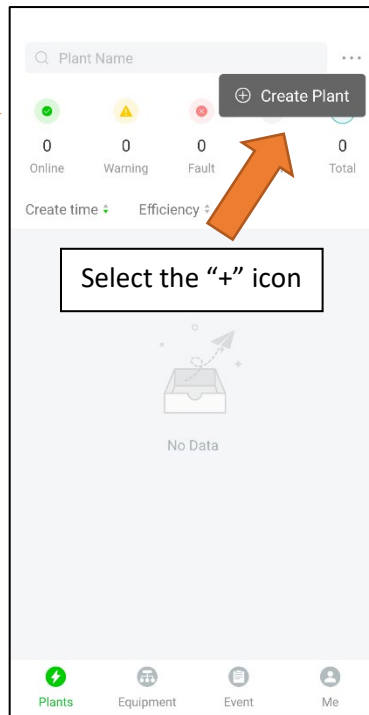 Plant Name
...
Create Plant
0 0 0 0
Online Warning Fault Total
Create time Efficiency
Select the “+” icon
No Data
Plants Equipment Event Me